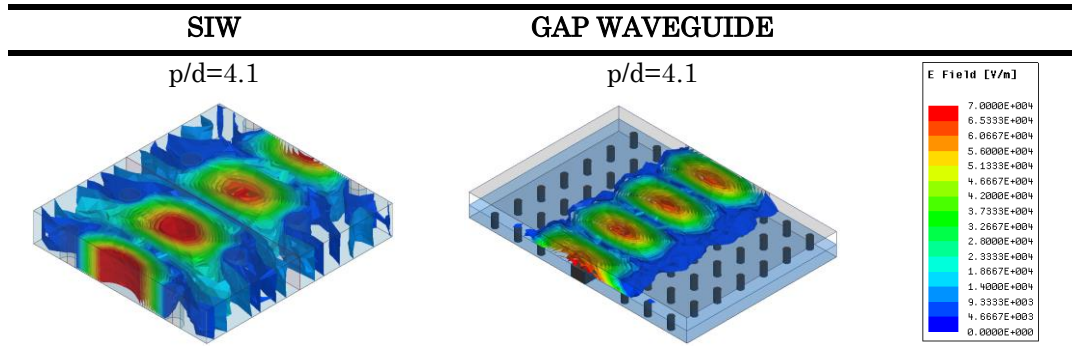 SIW GAP WAVEGUIDE
p/d=4.1 p/d=4.1
E Field [V/m]
7.0000E+004
6.5333E+004
6.0667E+004
5.6000E+004
5.1333E+004
4.6667E+004
4.2000E+004
3.7333E+004
3.2667E+004
2.8000E+004
2.3333E+004
1.8667E+004
1.4000E+004
9.3333E+003
4.6667E+003
0.0000E+000